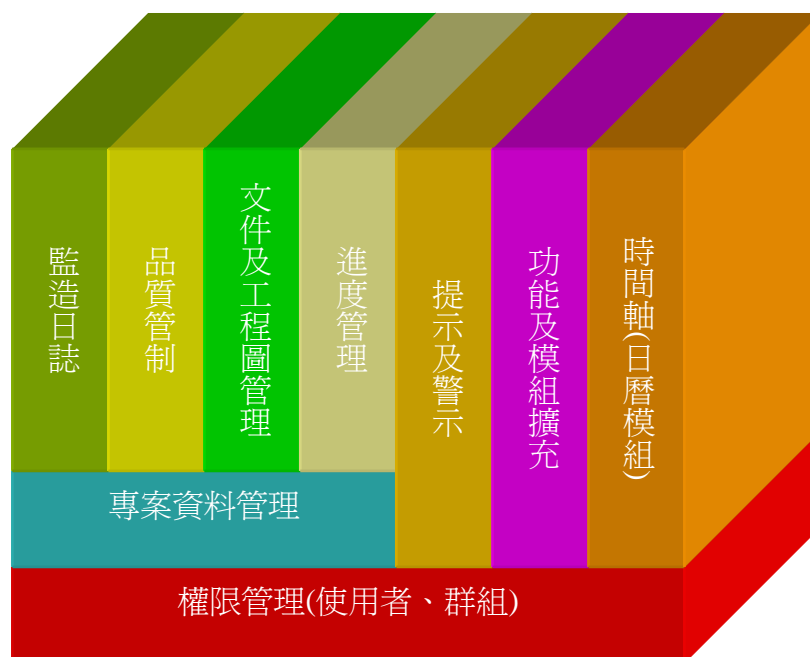 監造日誌
品質管制
文件及工程圖管理
進度管理
提示及警示
功能及模組擴充
時間軸(日曆模組)
專案資料管理
權限管理(使用者、群組)